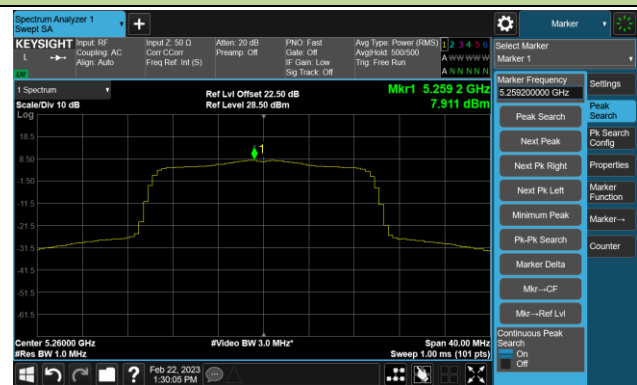 Spectrum Analyzer 1
Swept SA
+
Marker
KEYSIGHT
L
Input: RF
Coupling: AC
Align: Auto
Input Z: 50 Ω
Corr CCorr
Freq Ref: Int (S)
Atten: 20 dB
Preamp: Off
PNO: Fast
Gate: Off
IF Gain: Low
Sig Track: Off
Avg Type: Power (RMS)
Avg|Hold: 500/500
Trig: Free Run
1 2 3 4 5 6
A W W W W W
A N N N N N
Select Marker
Marker 1
1 Spectrum
Scale/Div 10 dB
Log
Ref Lvl Offset 22.50 dB
Ref Level 28.50 dBm
Mkr1 5.259 2 GHz
7.911 dBm
18.5
8.50
-1.50
-11.5
-21.5
-31.5
-41.5
-51.5
-61.5
1
Center 5.26000 GHz
#Res BW 1.0 MHz
#Video BW 3.0 MHz*
Span 40.00 MHz
Sweep 1.00 ms (101 pts)
Marker Frequency
5.259200000 GHz
Peak Search
Next Peak
Next Pk Right
Next Pk Left
Minimum Peak
Pk-Pk Search
Marker Delta
Mkr→CF
Mkr→Ref Lvl
Continuous Peak
Search
On
Off
Settings
Peak
Search
Pk Search
Config
Properties
Marker
Function
Marker→
Counter
?
Feb 22, 2023
1:30:05 PM